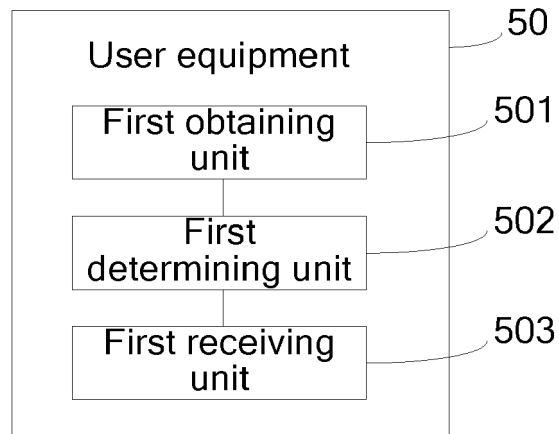 50
User equipment
First obtaining
unit
501
First
determining unit
502
First receiving
unit
503